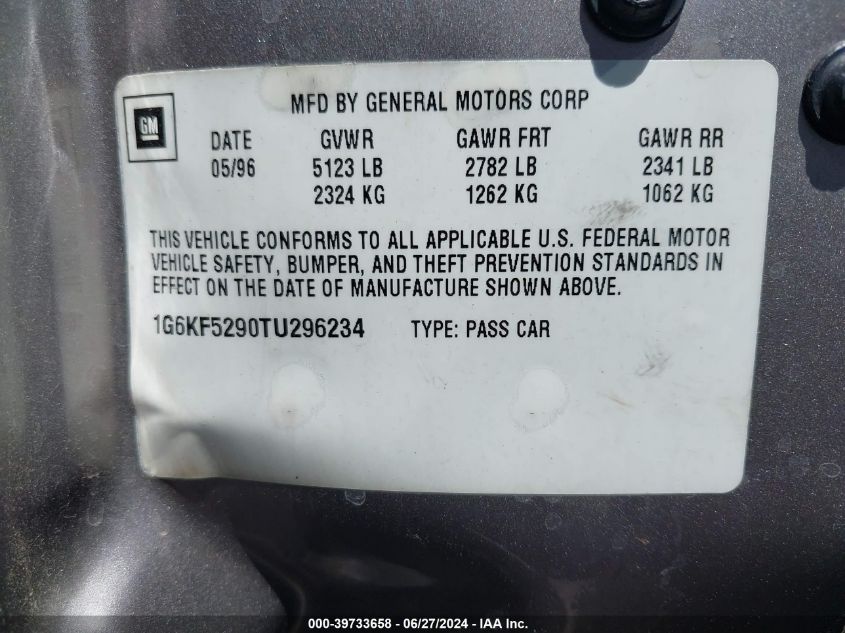 MFD BY GENERAL MOTORS CORP
GM
DATE GVWR GAWR FRT GAWR RR
05/96 5123 LB 2782 LB 2341 LB
2324 KG 1262 KG 1062 KG
THIS VEHICLE CONFORMS TO ALL APPLICABLE U.S. FEDERAL MOTOR
VEHICLE SAFETY, BUMPER, AND THEFT PREVENTION STANDARDS IN
EFFECT ON THE DATE OF MANUFACTURE SHOWN ABOVE.
1G6KF5290TU296234 TYPE: PASS CAR
000-39733658 - 06/27/2024 - IAA Inc.